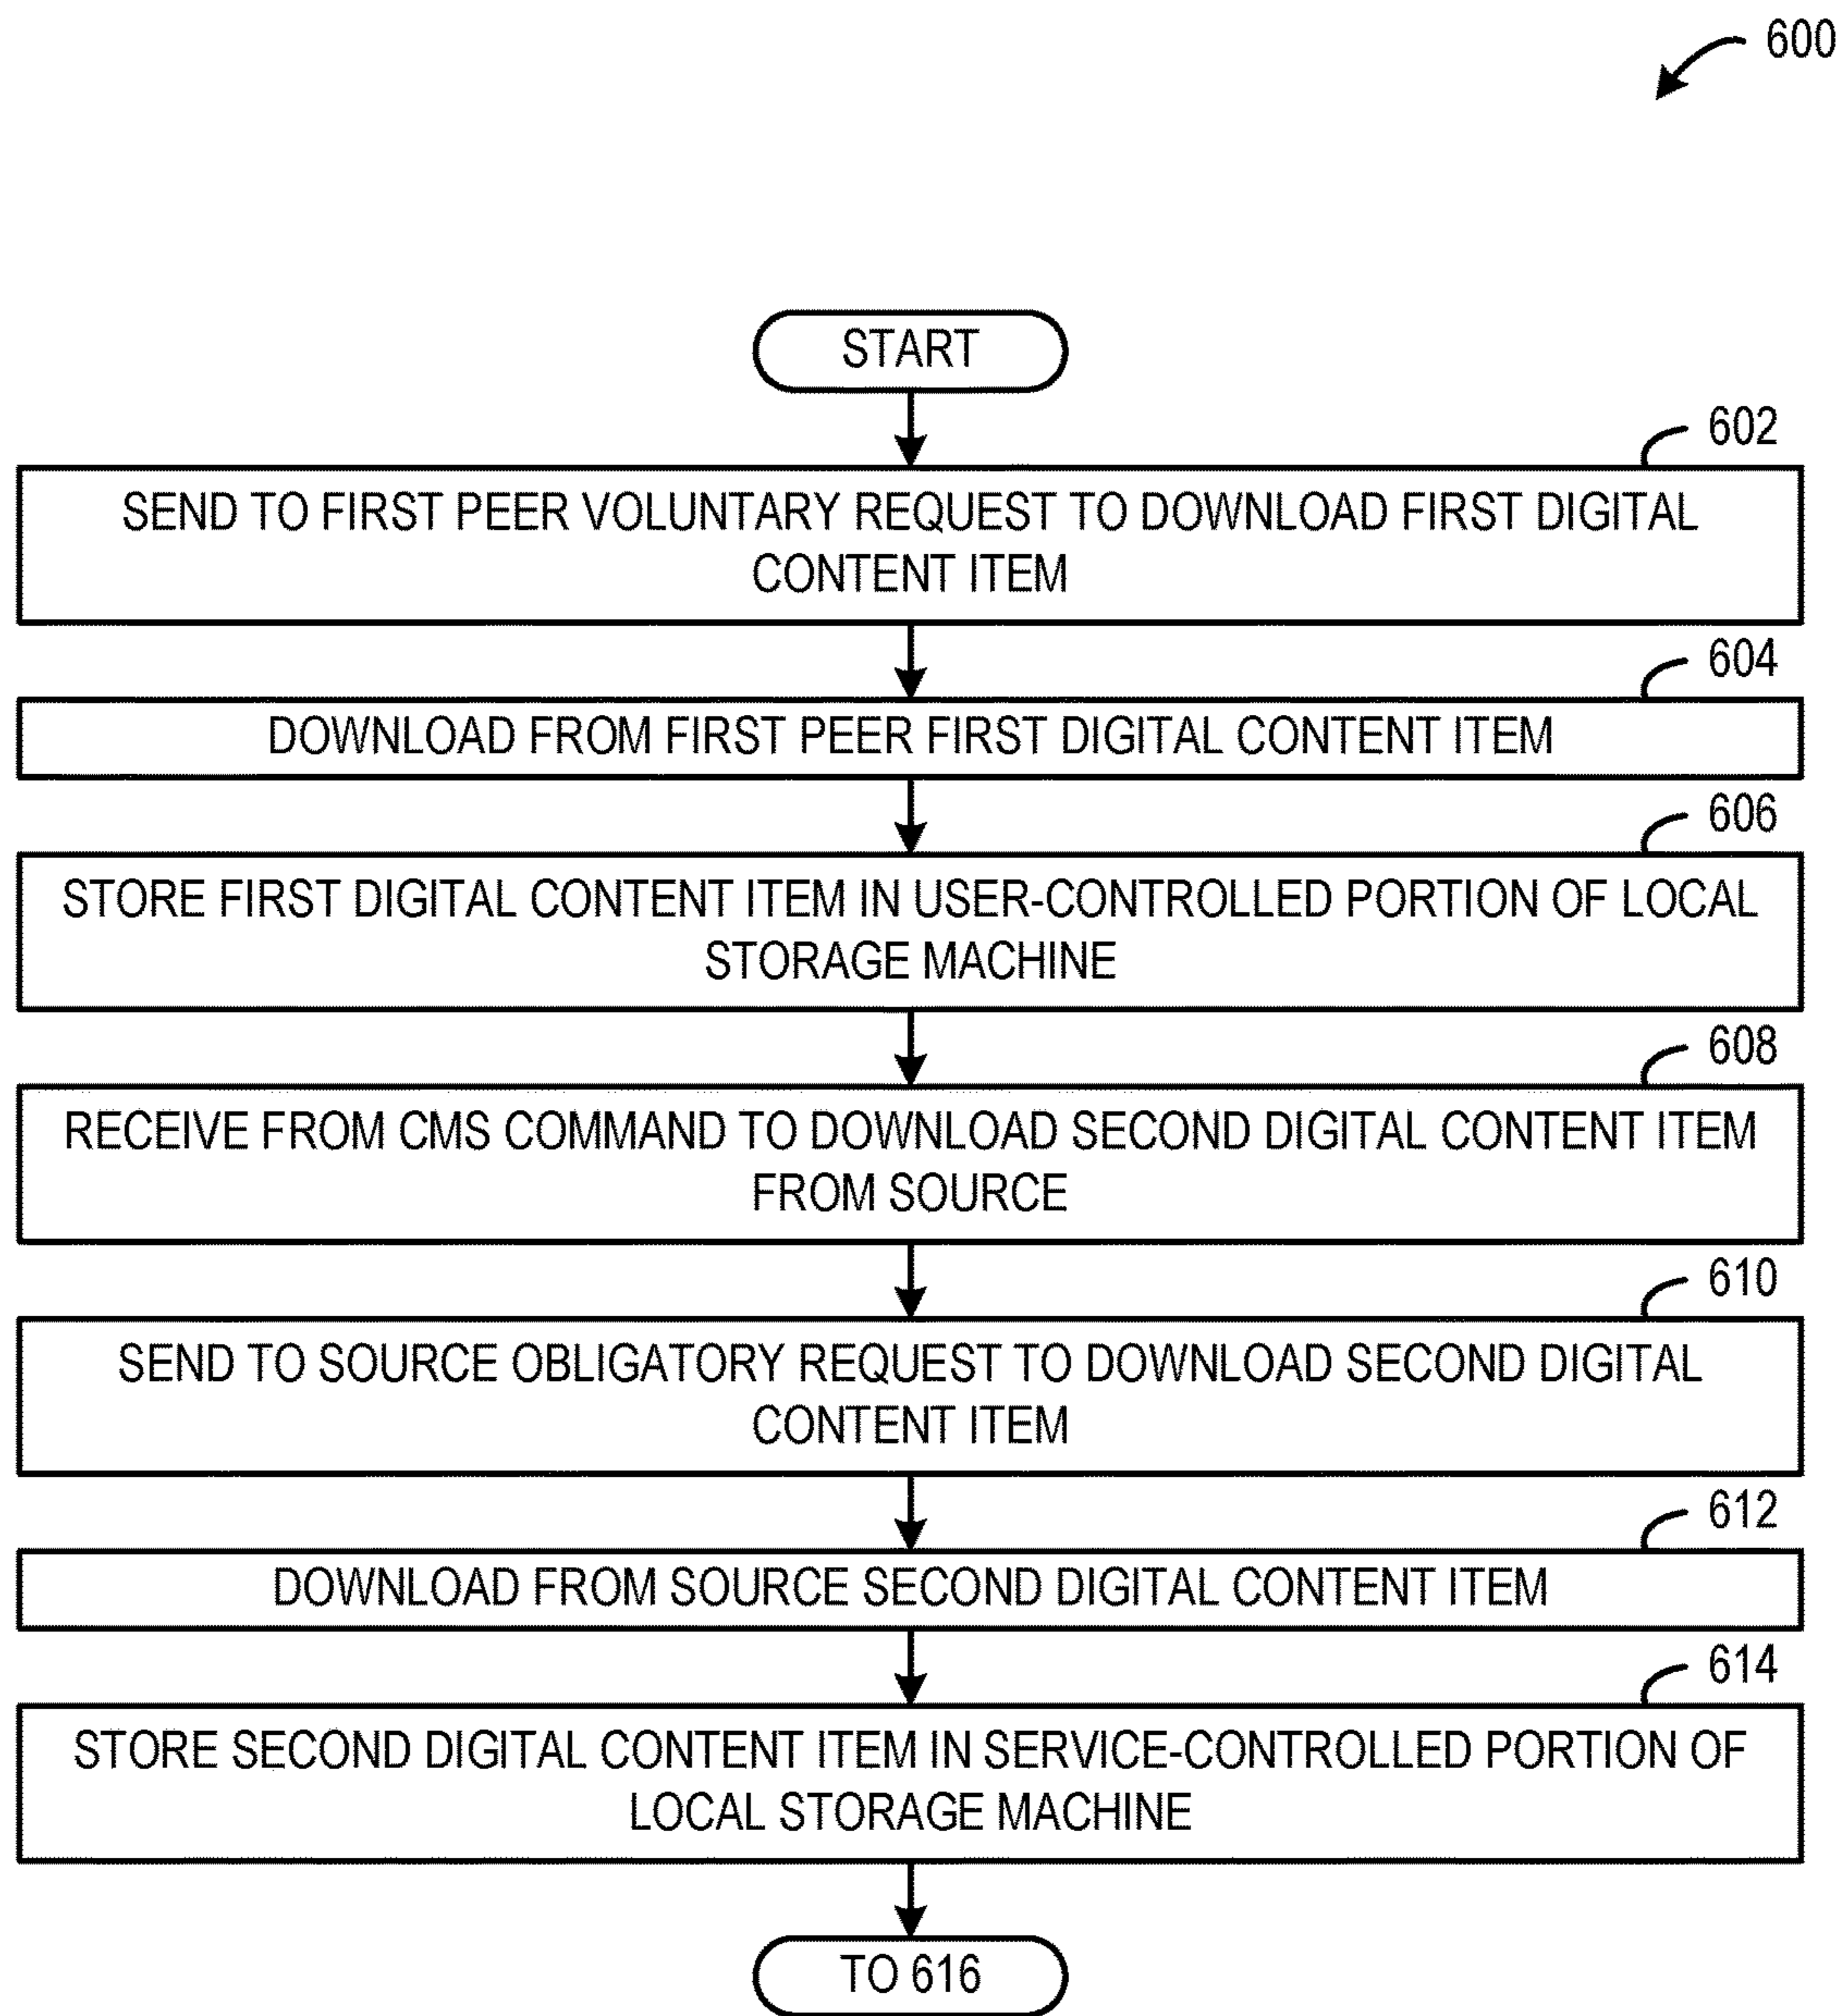 600
START
602
SEND TO FIRST PEER VOLUNTARY REQUEST TO DOWNLOAD FIRST DIGITAL
CONTENT ITEM
604
DOWNLOAD FROM FIRST PEER FIRST DIGITAL CONTENT ITEM
606
STORE FIRST DIGITAL CONTENT ITEM IN USER-CONTROLLED PORTION OF LOCAL
STORAGE MACHINE
608
RECEIVE FROM CMS COMMAND TO DOWNLOAD SECOND DIGITAL CONTENT ITEM
FROM SOURCE
610
SEND TO SOURCE OBLIGATORY REQUEST TO DOWNLOAD SECOND DIGITAL
CONTENT ITEM
612
DOWNLOAD FROM SOURCE SECOND DIGITAL CONTENT ITEM
614
STORE SECOND DIGITAL CONTENT ITEM IN SERVICE-CONTROLLED PORTION OF
LOCAL STORAGE MACHINE
TO 616